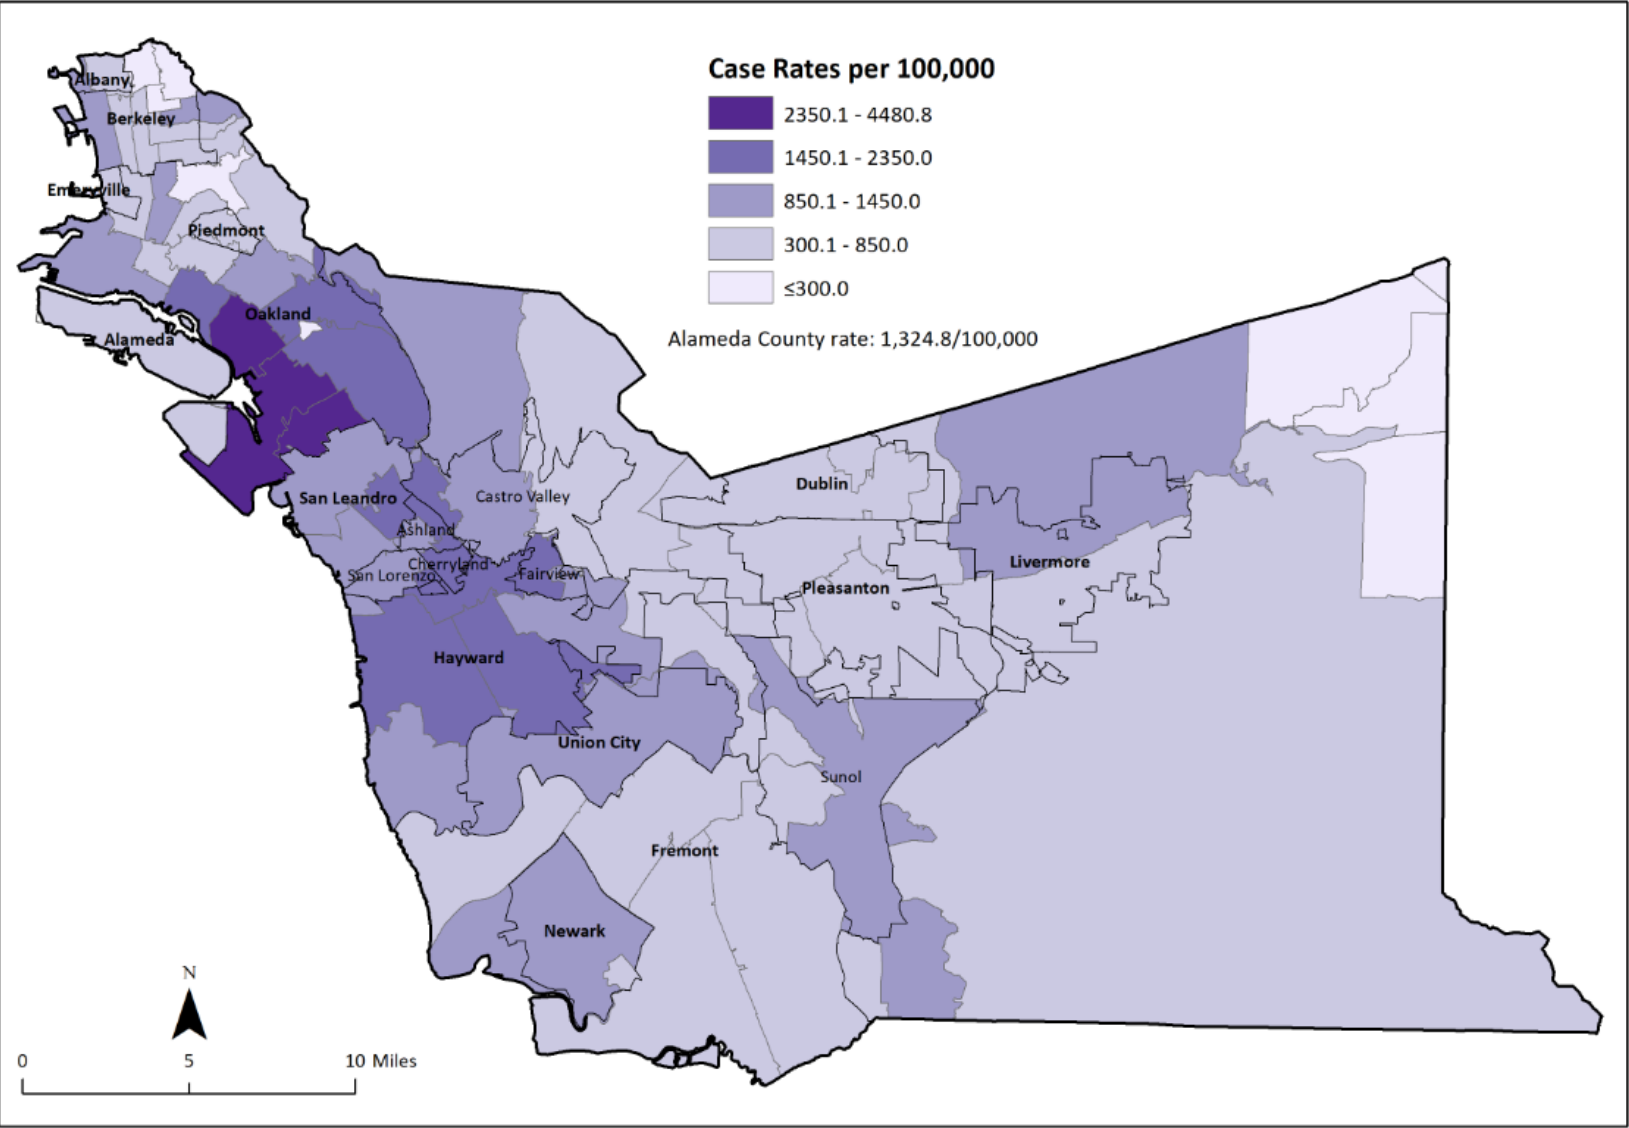 Case Rates per 100,000
2350.1 - 4480.8
1450.1 - 2350.0
850.1 - 1450.0
300.1 - 850.0
≤300.0
Alameda County rate: 1,324.8/100,000
Albany
Berkeley
Emeryville
Piedmont
Oakland
Alameda
San Leandro
Castro Valley
Dublin
Ashland
Cherryland
San Lorenzo
Fairview
Livermore
Pleasanton
Hayward
Union City
Sunol
Fremont
Newark
N
0 5 10 Miles